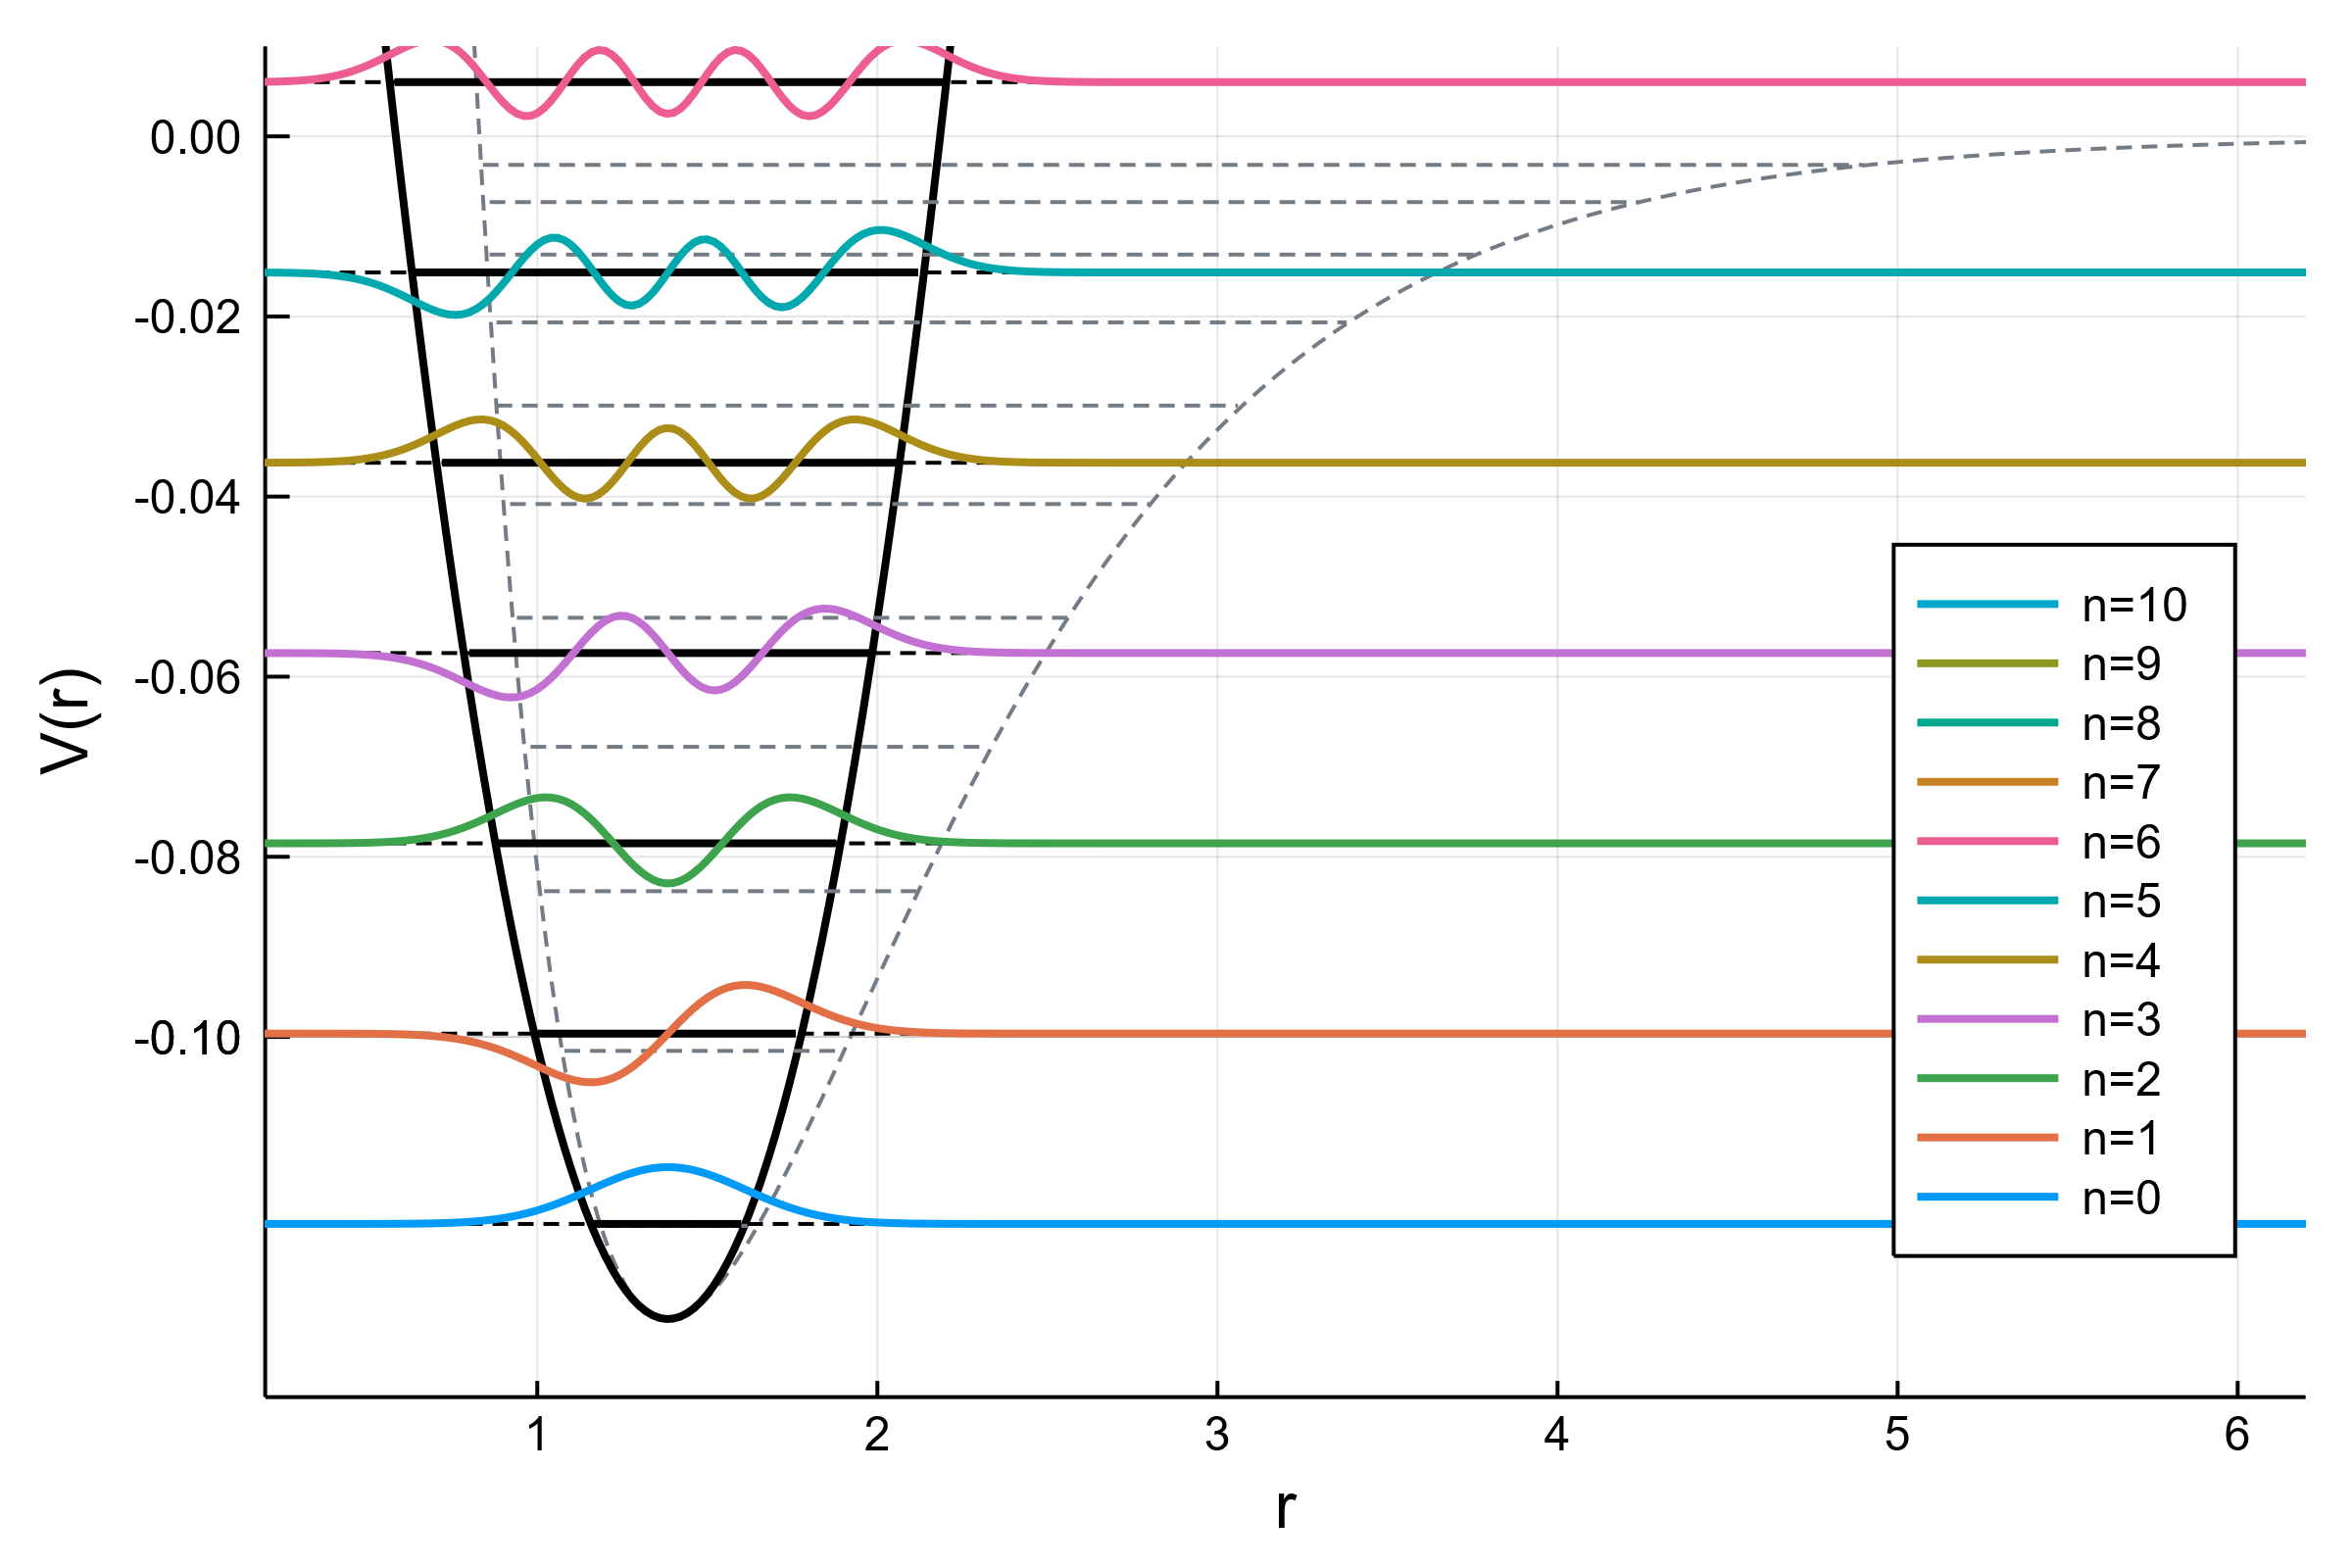 0.00
-0.02
-0.04
-0.06
-0.08
-0.10
V(r)
n=10
n=9
n=8
n=7
n=6
n=5
n=4
n=3
n=2
n=1
n=0
1 2 3 4 5 6
r